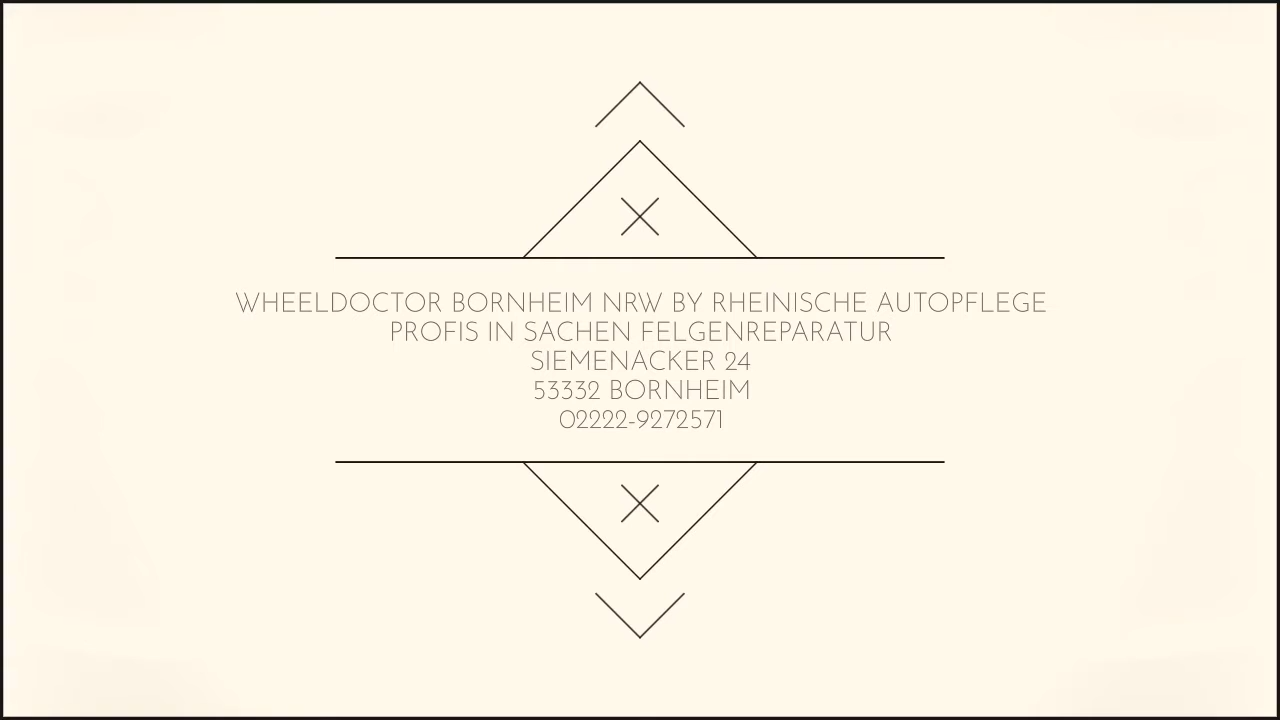 WHEELDOCTOR BORNHEIM NRW BY RHEINISCHE AUTOPFLEGE
PROFIS IN SACHEN FELGENREPARATUR
SIEMENACKER 24
53332 BORNHEIM
02222-9272571